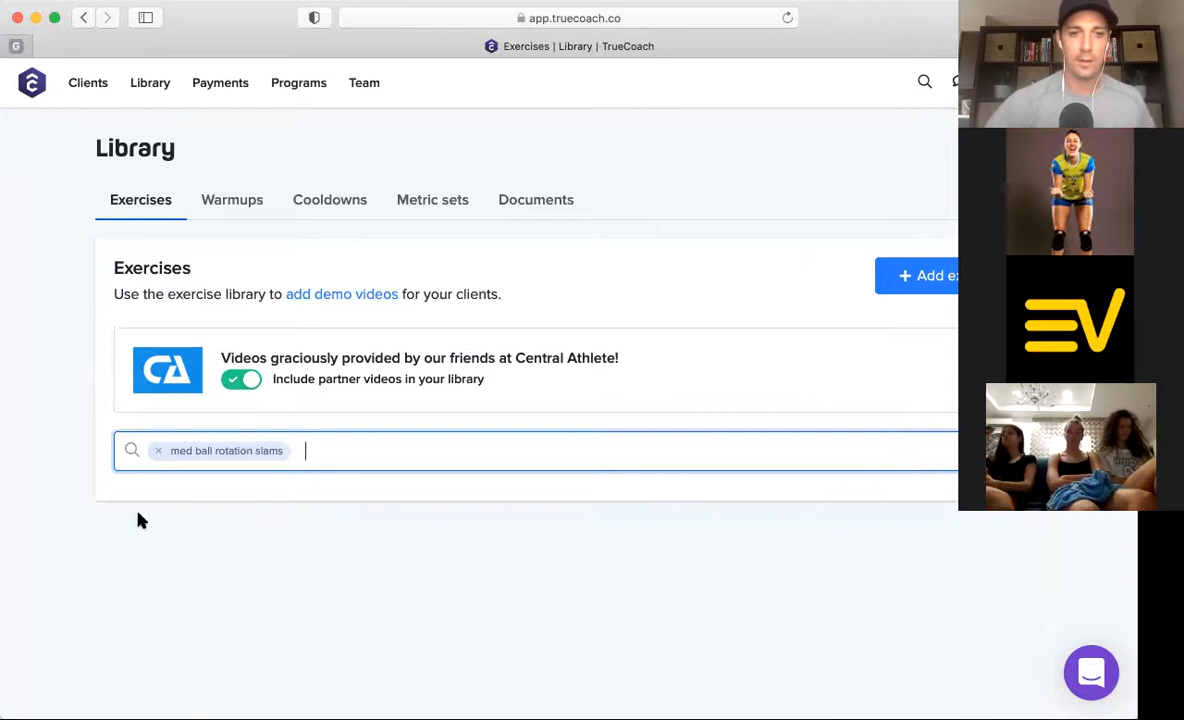 app.truecoach.co
G
Exercises | Library | TrueCoach
Clients
Library
Payments
Programs
Team
Library
Exercises
Warmups
Cooldowns
Metric sets
Documents
Exercises
Use the exercise library to add demo videos for your clients.
+ Add ex
CA
Videos graciously provided by our friends at Central Athlete!
Include partner videos in your library
× med ball rotation slams
EV